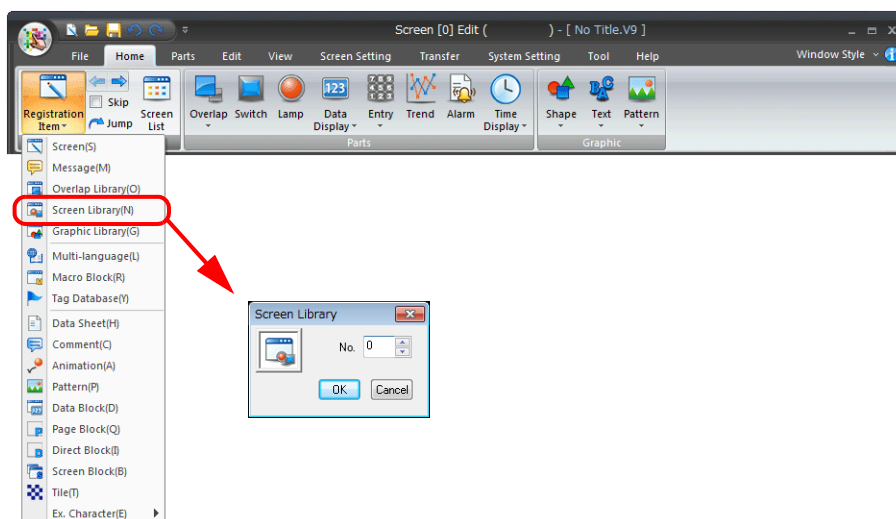 Screen [0] Edit ( ) - [ No Title.V9 ]
File Home Parts Edit View Screen Setting Transfer System Setting Tool Help Window Style
Registration Item
Skip
Jump
Screen List
Overlap Switch Lamp Data Display Entry Trend Alarm Time Display Shape Text Pattern
Parts Graphic
Screen(S)
Message(M)
Overlap Library(O)
Screen Library(N)
Graphic Library(G)
Multi-language(L)
Macro Block(R)
Tag Database(Y)
Data Sheet(H)
Comment(C)
Animation(A)
Pattern(P)
Data Block(D)
Page Block(Q)
Direct Block(I)
Screen Block(B)
Tile(T)
Ex. Character(E)
Screen Library
No. 0
OK Cancel